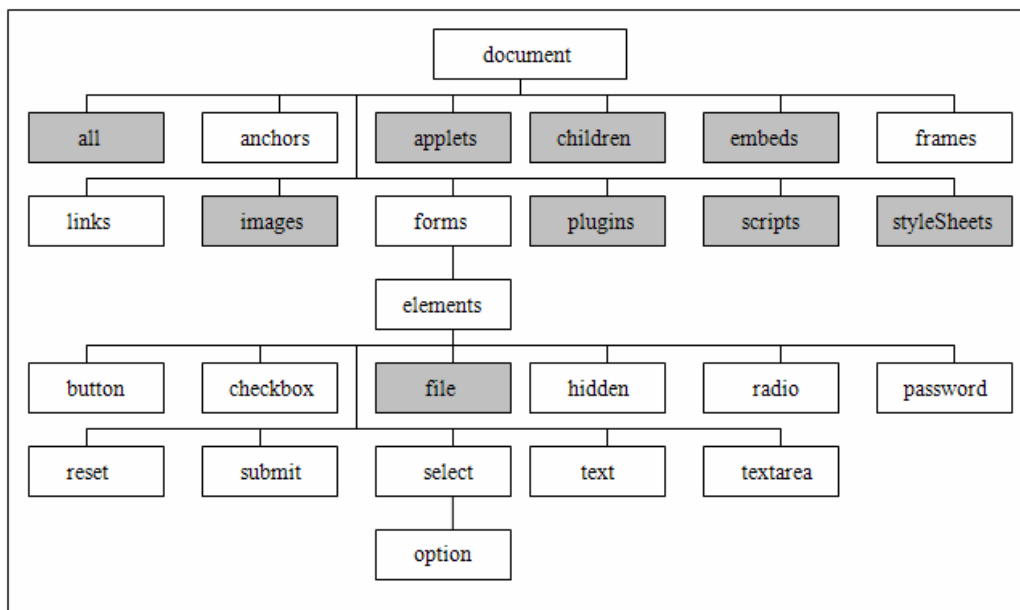 document
all anchors applets children embeds frames
links images forms plugins scripts styleSheets
elements
button checkbox file hidden radio password
reset submit select text textarea
option